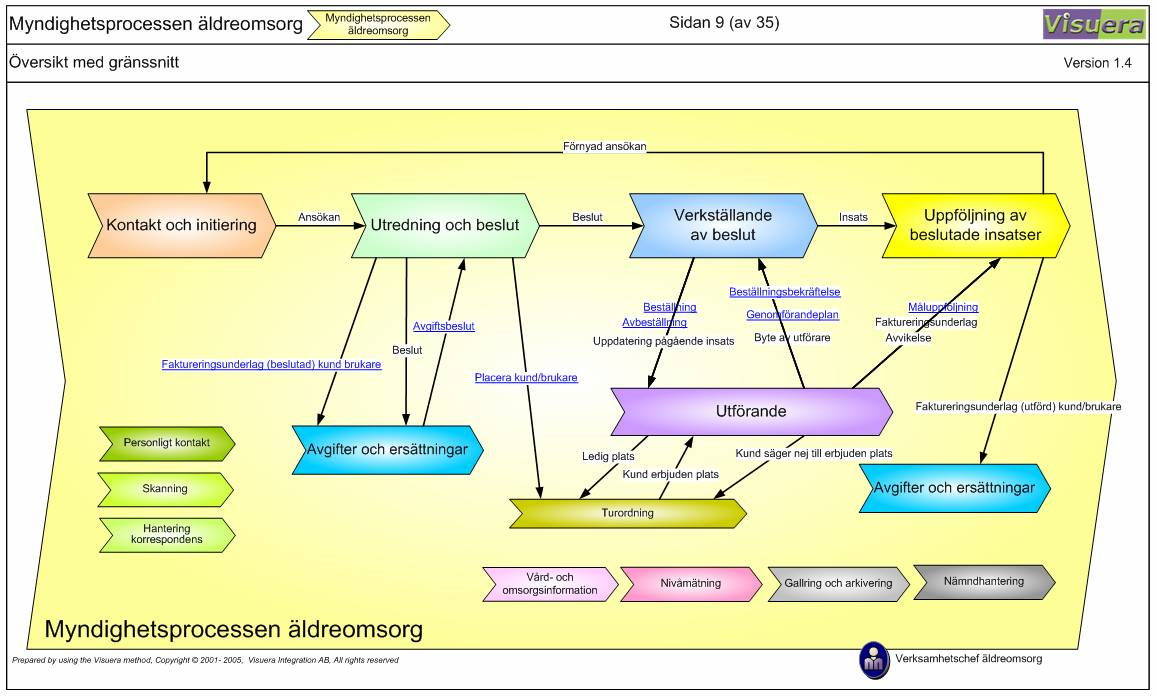 Myndighetsprocessen äldreomsorg
Myndighetsprocessen
äldreomsorg
Sidan 9 (av 35)
Visuera
Översikt med gränssnitt
Version 1.4
Förnyad ansökan
Kontakt och initiering
Ansökan
Utredning och beslut
Beslut
Verkställande
av beslut
Insats
Uppföljning av
beslutade insatser
Beställning
Avbeställning
Uppdatering pågående insats
Beställningsbekräftelse
Genomförandeplan
Byte av utförare
Måluppföljning
Faktureringsunderlag
Avvikelse
Avgiftsbeslut
Beslut
Faktureringsunderlag (beslutad) kund brukare
Placera kund/brukare
Utförande
Faktureringsunderlag (utförd) kund/brukare
Personligt kontakt
Avgifter och ersättningar
Ledig plats
Kund erbjuden plats
Kund säger nej till erbjuden plats
Skanning
Avgifter och ersättningar
Turordning
Hantering
korrespondens
Vård- och
omsorgsinformation
Nivåmätning
Gallring och arkivering
Nämndhantering
Myndighetsprocessen äldreomsorg
Prepared by using the Visuera method, Copyright © 2001- 2005, Visuera Integration AB, All rights reserved
Verksamhetschef äldreomsorg